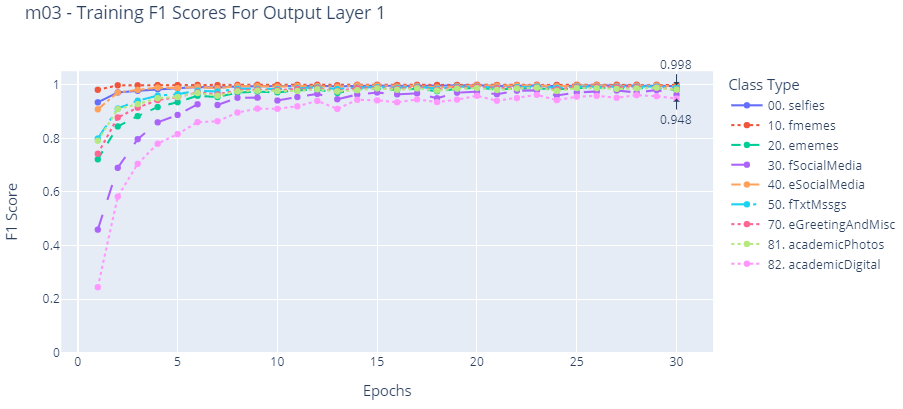 m03 - Training F1 Scores For Output Layer 1
0.998
0.948
Class Type
00. selfies
10. fmemes
20. ememes
30. fSocialMedia
40. eSocialMedia
50. fTxtMssgs
70. eGreetingAndMisc
81. academicPhotos
82. academicDigital
F1 Score
1
0.8
0.6
0.4
0.2
0
0 5 10 15 20 25 30
Epochs